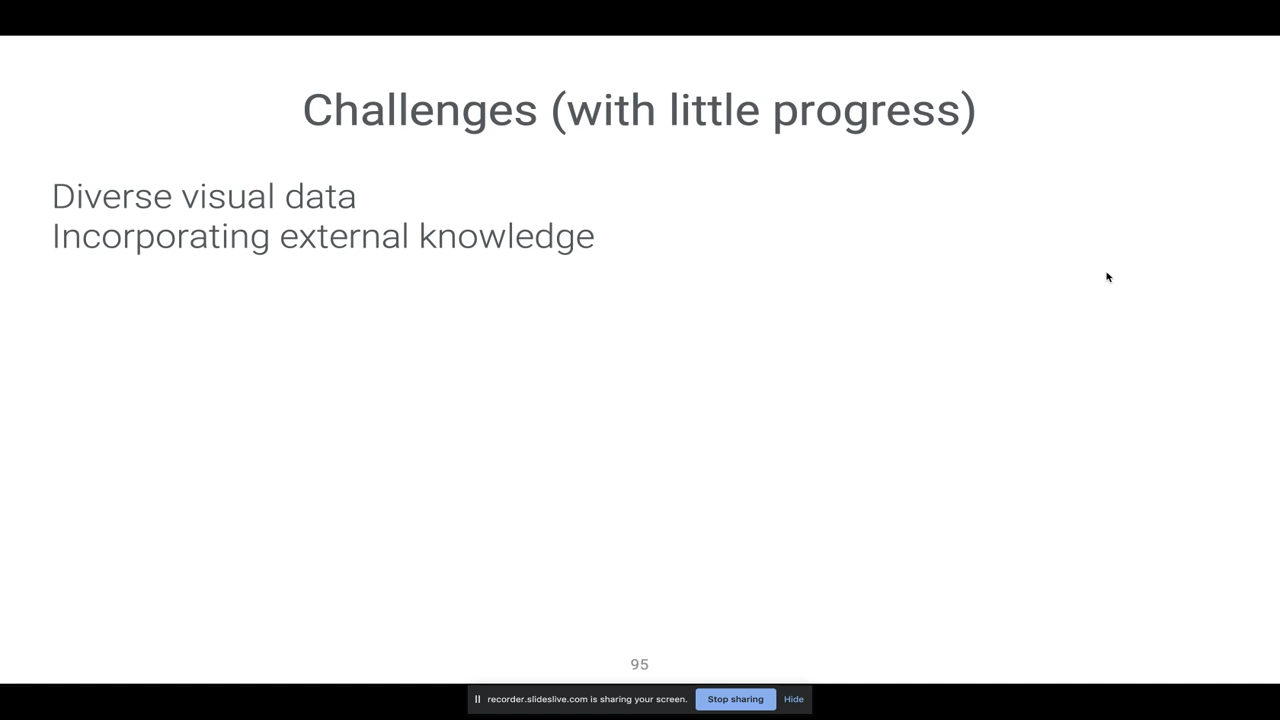 Challenges (with little progress)
Diverse visual data
Incorporating external knowledge
95
recorder.slideslive.com is sharing your screen. Stop sharing Hide